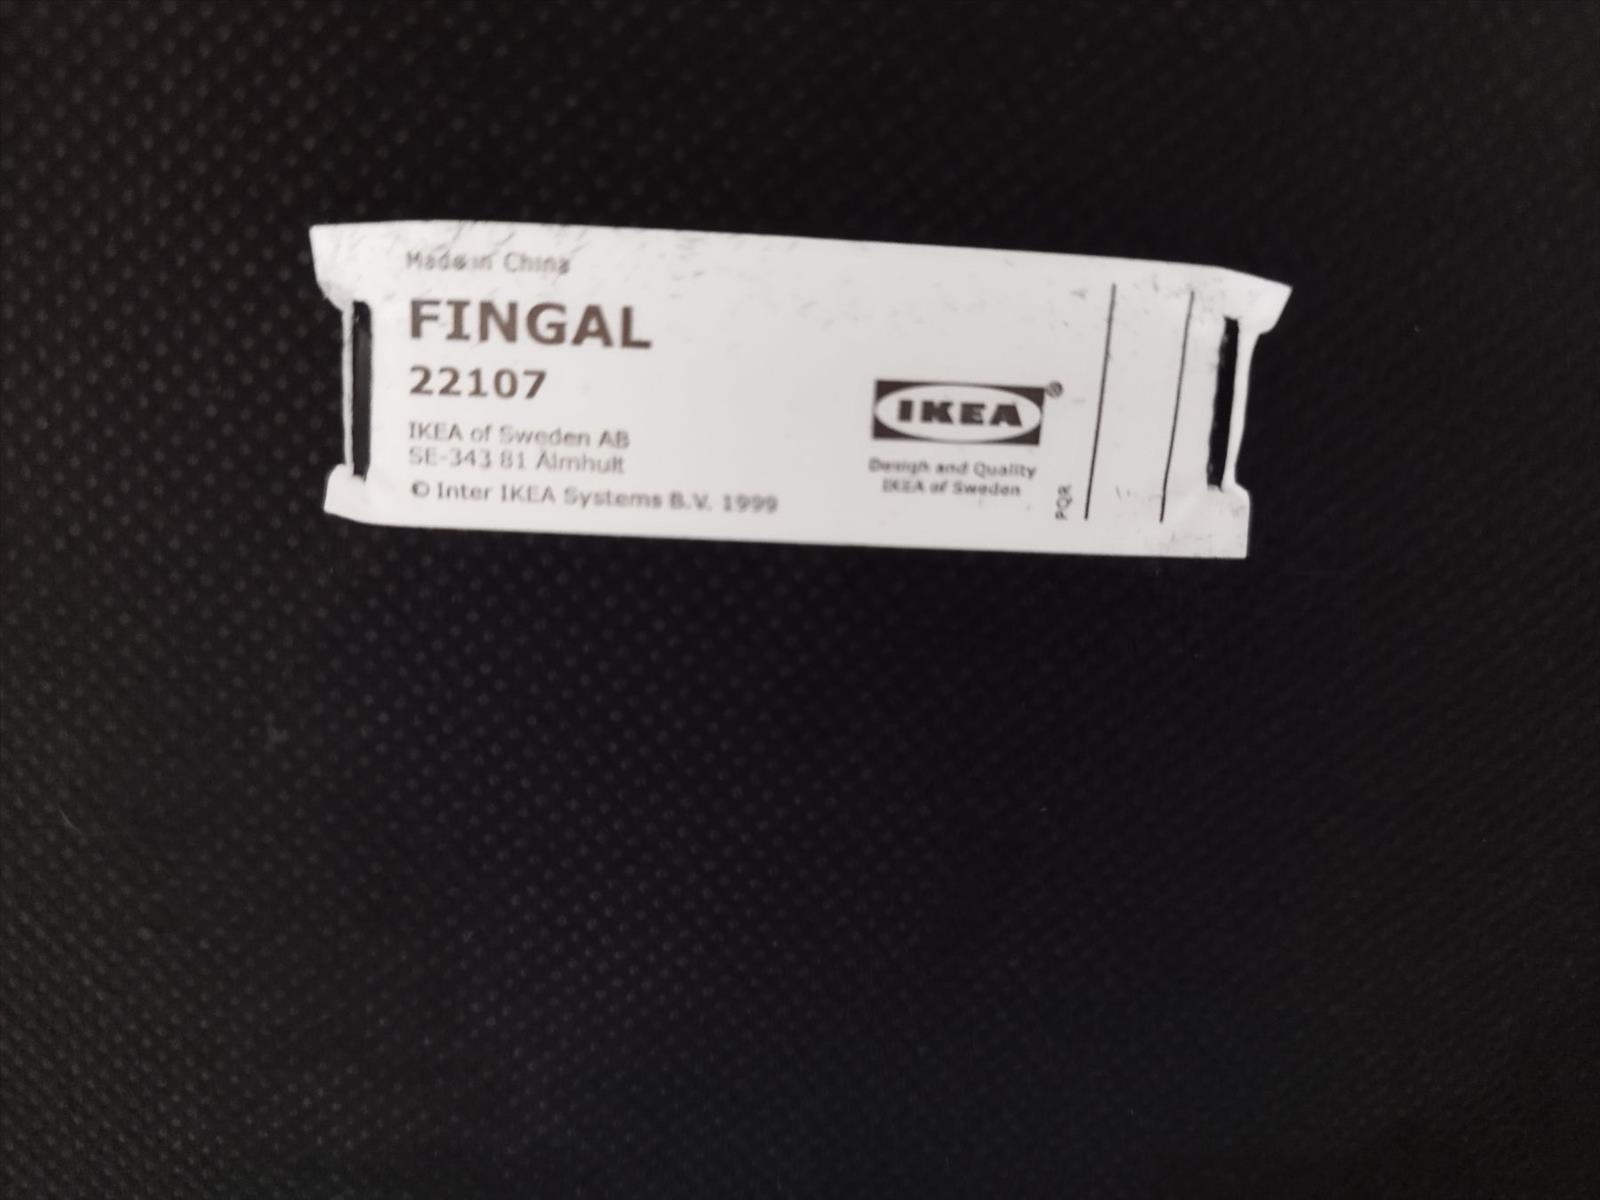 Made in China
FINGAL
22107
IKEA of Sweden AB
SE-343 81 Älmhult
© Inter IKEA Systems B.V. 1999
IKEA®
Design and Quality
IKEA of Sweden
PQR